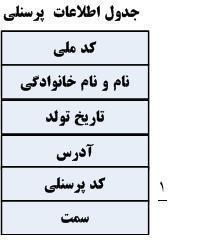 جدول اطلاعات پرسنلی
کد ملی
نام و نام خانوادگی
تاریخ تولد
آدرس
کد پرسنلی
۱
سمت